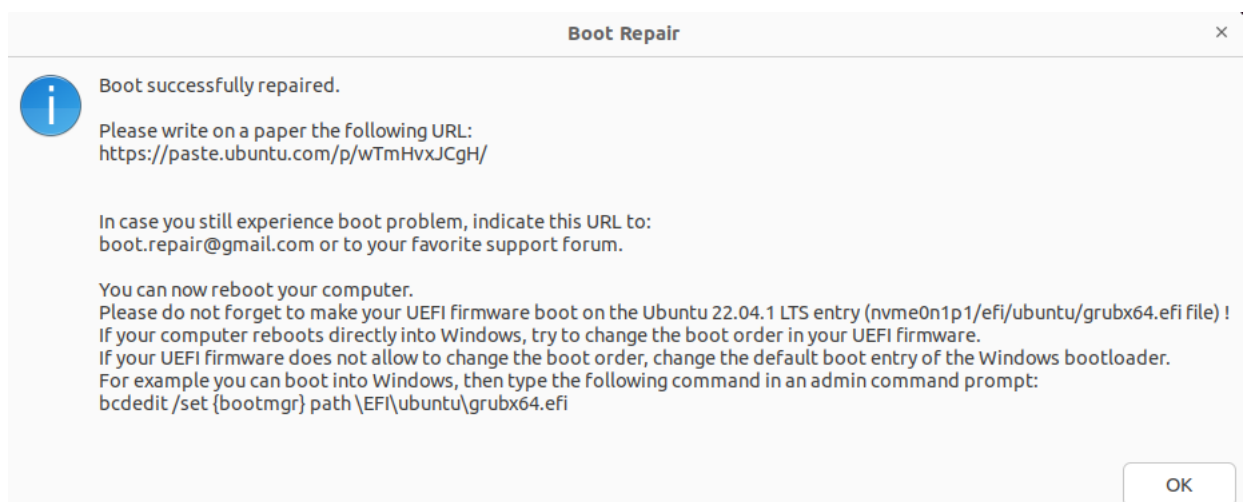 Boot Repair
Boot successfully repaired.
Please write on a paper the following URL:
https://paste.ubuntu.com/p/wTmHvxJCgH/
In case you still experience boot problem, indicate this URL to:
boot.repair@gmail.com or to your favorite support forum.
You can now reboot your computer.
Please do not forget to make your UEFI firmware boot on the Ubuntu 22.04.1 LTS entry (nvme0n1p1/efi/ubuntu/grubx64.efi file) !
If your computer reboots directly into Windows, try to change the boot order in your UEFI firmware.
If your UEFI firmware does not allow to change the boot order, change the default boot entry of the Windows bootloader.
For example you can boot into Windows, then type the following command in an admin command prompt:
bcdedit /set {bootmgr} path \EFI\ubuntu\grubx64.efi
OK